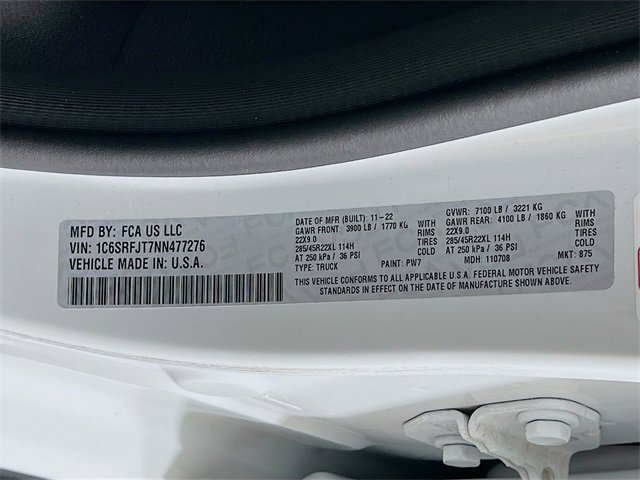 MFD BY: FCA US LLC
VIN: 1C6SRFJT7NN477276
VEHICLE MADE IN: U.S.A.
DATE OF MFR (BUILT): 11-22
GAWR FRONT: 3900 LB / 1770 KG WITH
22X9.0 RIMS
285/45R22XL 114H TIRES
AT 250 kPa / 36 PSI COLD
TYPE: TRUCK PAINT: PW7
GVWR: 7100 LB / 3221 KG
GAWR REAR: 4100 LB / 1860 KG WITH
22X9.0 RIMS
285/45R22XL 114H TIRES
AT 250 kPa / 36 PSI COLD
MDH: 110708 MKT: 875
THIS VEHICLE CONFORMS TO ALL APPLICABLE U.S.A. FEDERAL MOTOR VEHICLE SAFETY
STANDARDS IN EFFECT ON THE DATE OF MANUFACTURE SHOWN ABOVE.